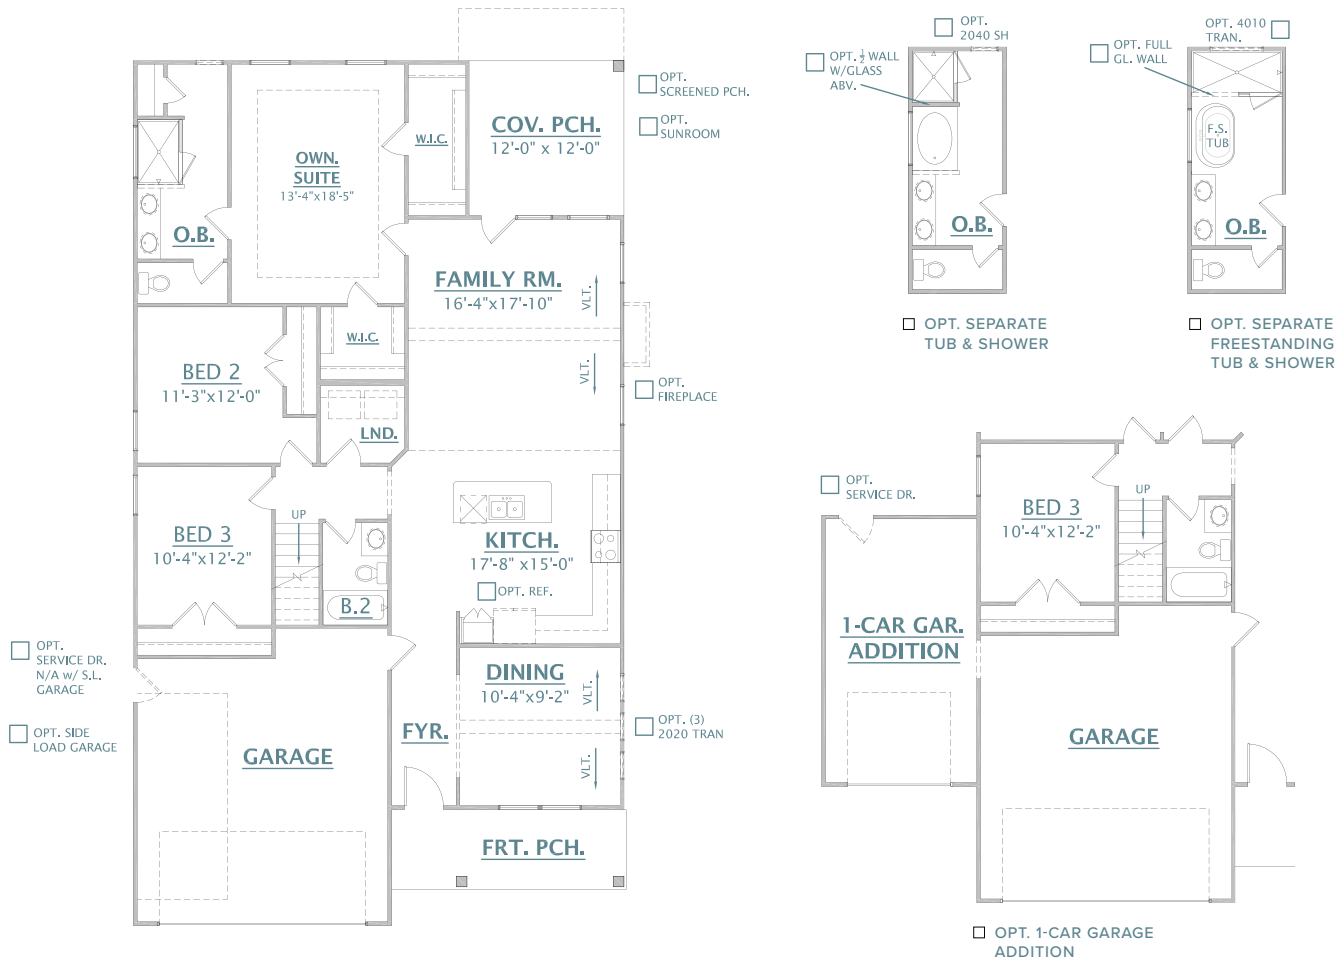 OPT.
SCREENED PCH.
OPT.
SUNROOM
COV. PCH.
12'-0" x 12'-0"
W.I.C.
OWN.
SUITE
13'-4"x18'-5"
O.B.
FAMILY RM.
16'-4"x17'-10"
VLT.
VLT.
W.I.C.
BED 2
11'-3"x12'-0"
OPT.
FIREPLACE
LND.
UP
BED 3
10'-4"x12'-2"
KITCH.
17'-8" x15'-0"
OPT. REF.
B.2
OPT.
SERVICE DR.
N/A w/ S.L.
GARAGE
OPT. SIDE
LOAD GARAGE
DINING
10'-4"x9'-2"
VLT.
VLT.
OPT. (3)
2020 TRAN
FYR.
GARAGE
FRT. PCH.
OPT.
2040 SH
OPT. ½ WALL
W/GLASS
ABV.
O.B.
OPT. SEPARATE
TUB & SHOWER
OPT. 4010
TRAN.
OPT. FULL
GL. WALL
F.S.
TUB
O.B.
OPT. SEPARATE
FREESTANDING
TUB & SHOWER
OPT.
SERVICE DR.
UP
BED 3
10'-4"x12'-2"
1-CAR GAR.
ADDITION
GARAGE
OPT. 1-CAR GARAGE
ADDITION